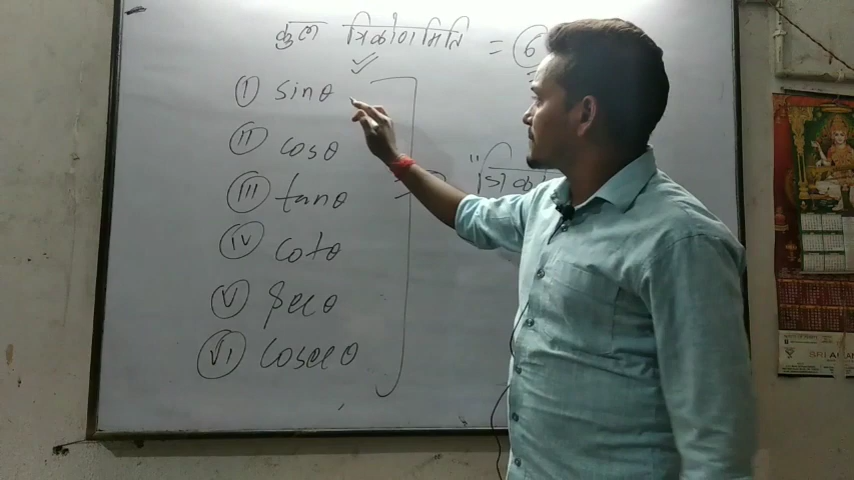 कुल त्रिकोणमिति = 6
I sinθ
II cosθ
III tanθ
IV cotθ
V secθ
VI cosecθ